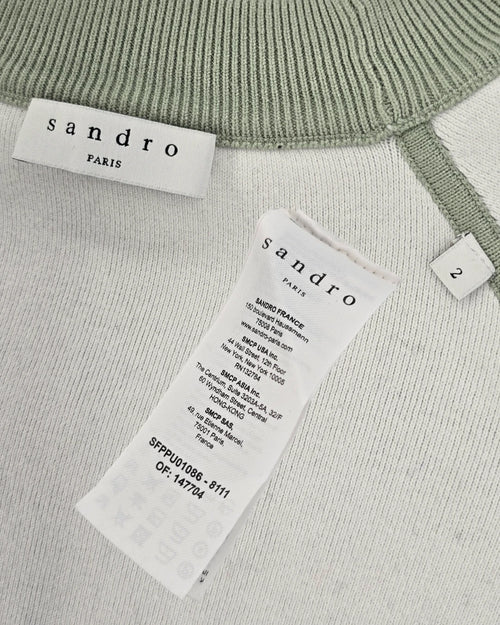 sandro
PARIS
sandro
PARIS
SANDRO FRANCE
150 boulevard Haussmann
75008 Paris
www.sandro-paris.com
SMCP USA Inc.
44 Wall Street, 12th Floor
New York, New York 10005
RN132784
SMCP ASIA Inc.
The Centrium, Suite 3203A-5A, 32/F
60 Wyndham Street, Central
HONG-KONG
SMCP SAS,
49, rue Etienne Marcel,
75001 Paris
France
SFPPU01086 - 8111
OF: 147704
2